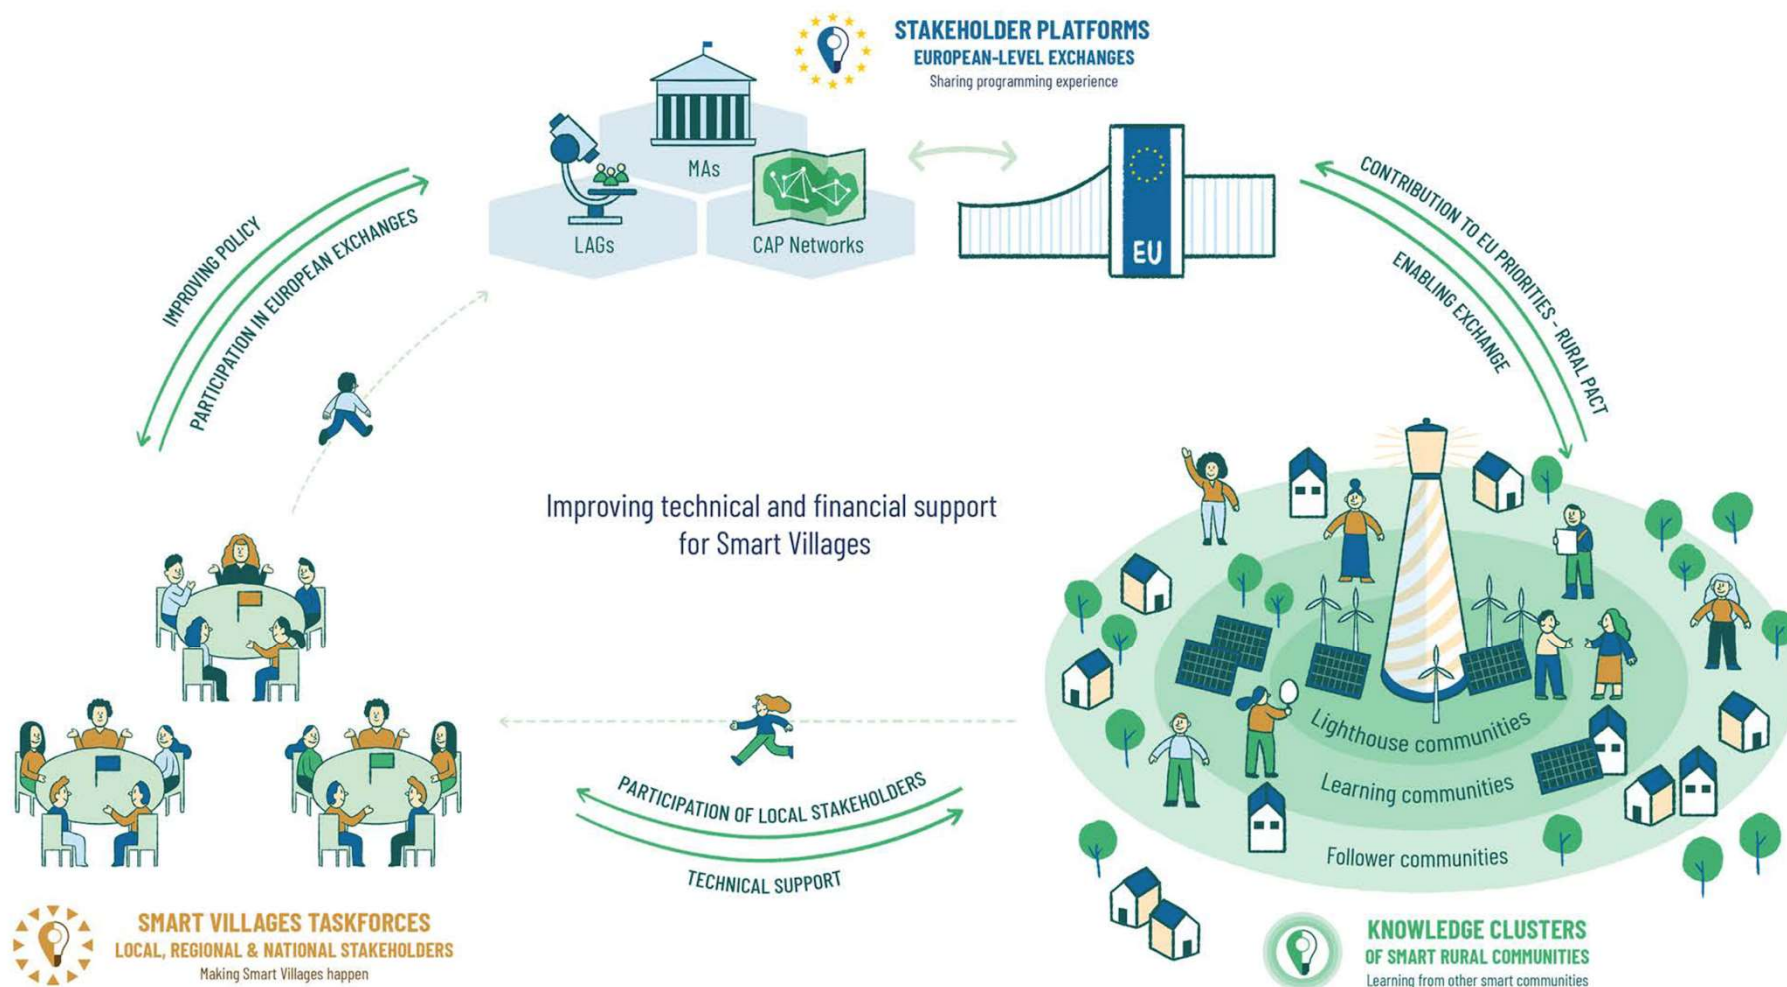 STAKEHOLDER PLATFORMS
EUROPEAN-LEVEL EXCHANGES
Sharing programming experience
MAs
LAGs
CAP Networks
EU
IMPROVING POLICY
PARTICIPATION IN EUROPEAN EXCHANGES
CONTRIBUTION TO EU PRIORITIES - RURAL PACT
ENABLING EXCHANGE
Improving technical and financial support
for Smart Villages
Lighthouse communities
Learning communities
Follower communities
PARTICIPATION OF LOCAL STAKEHOLDERS
TECHNICAL SUPPORT
SMART VILLAGES TASKFORCES
LOCAL, REGIONAL & NATIONAL STAKEHOLDERS
Making Smart Villages happen
KNOWLEDGE CLUSTERS
OF SMART RURAL COMMUNITIES
Learning from other smart communities